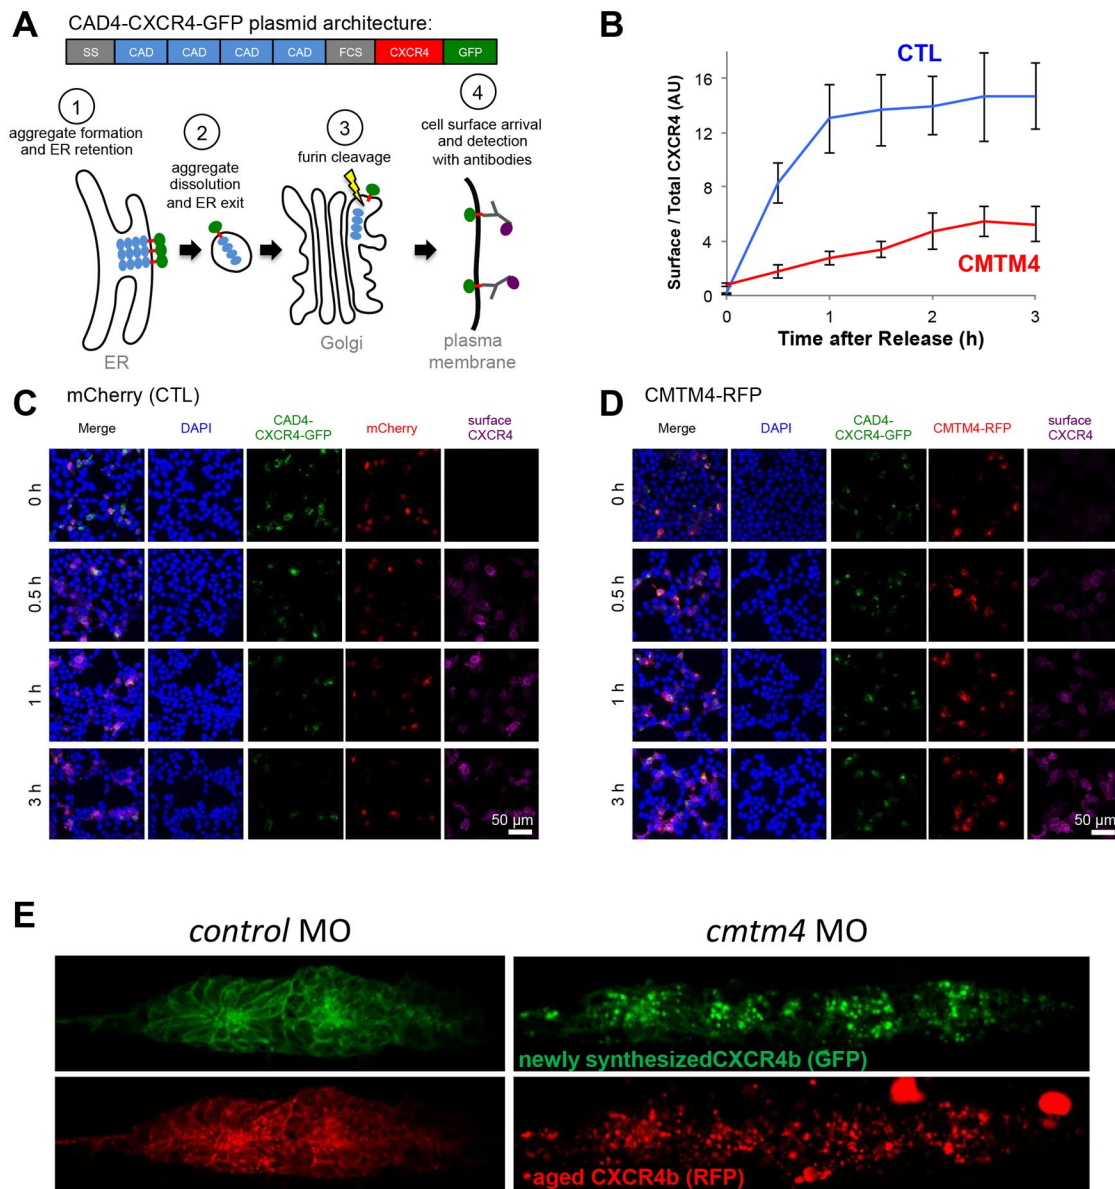 A
CAD4-CXCR4-GFP plasmid architecture:
SS CAD CAD CAD CAD FCS CXCR4 GFP
1
aggregate formation
and ER retention
2
aggregate
dissolution
and ER exit
3
furin cleavage
4
cell surface arrival
and detection
with antibodies
ER
Golgi
plasma
membrane
B
CTL
CMTM4
Surface / Total CXCR4 (AU)
16
12
8
4
0
0 1 2 3
Time after Release (h)
C
mCherry (CTL)
Merge DAPI CAD4-
CXCR4-GFP mCherry surface
CXCR4
0 h
0.5 h
1 h
3 h
50 µm
D
CMTM4-RFP
Merge DAPI CAD4-
CXCR4-GFP CMTM4-RFP surface
CXCR4
0 h
0.5 h
1 h
3 h
50 µm
E
control MO
cmtm4 MO
newly synthesizedCXCR4b (GFP)
aged CXCR4b (RFP)